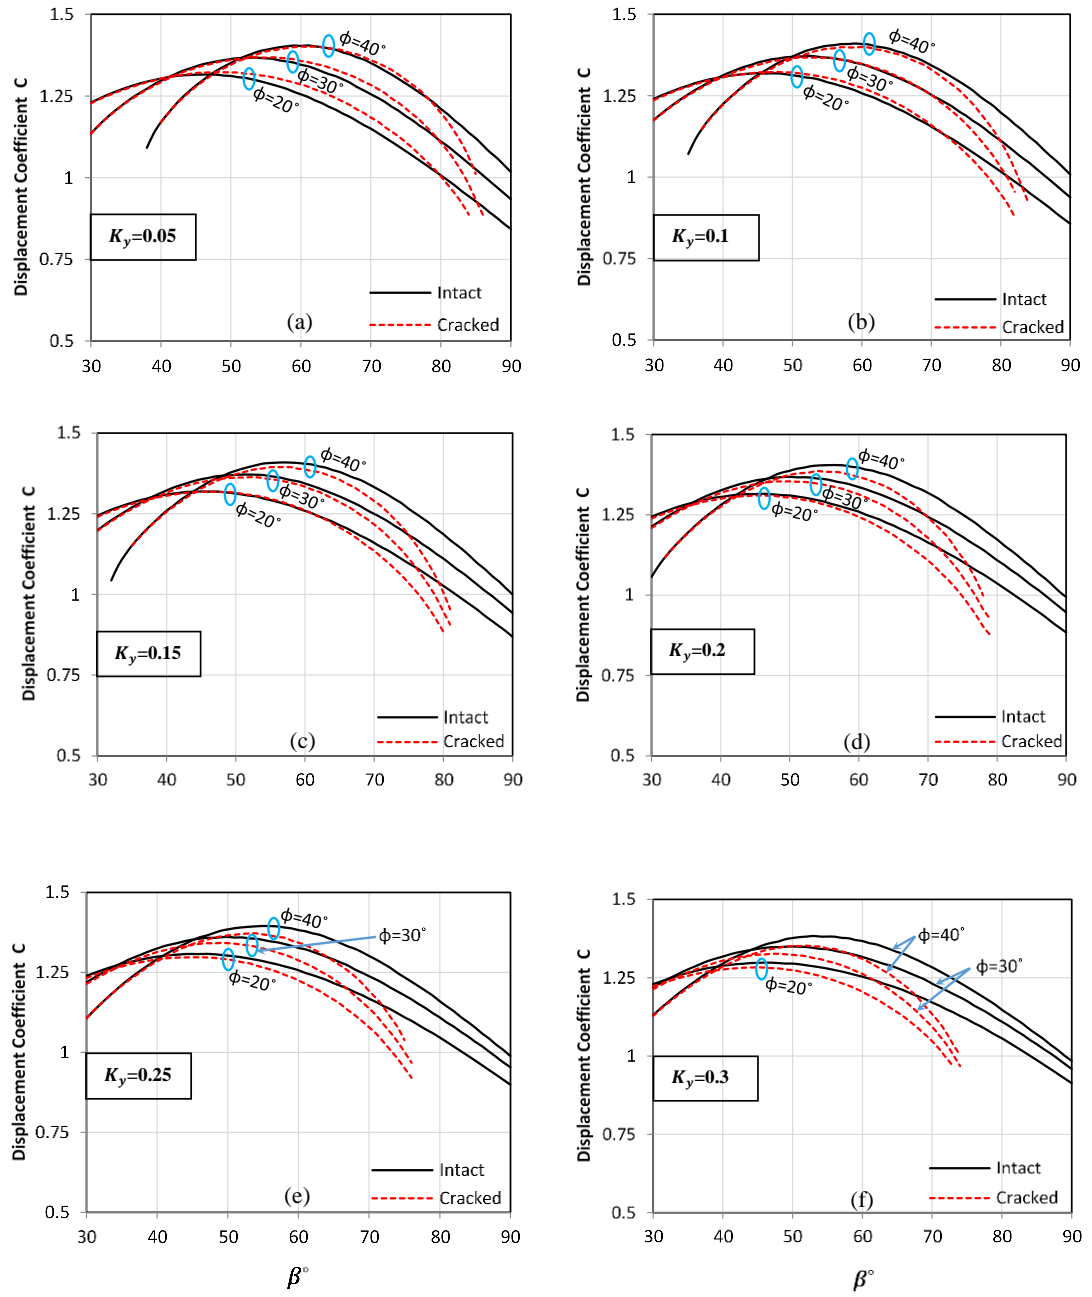 1.5
1.25
1
0.75
0.5
Displacement Coefficient C
ϕ=40°
ϕ=30°
ϕ=20°
K_y=0.05
Intact
Cracked
(a)
30 40 50 60 70 80 90
1.5
1.25
1
0.75
0.5
Displacement Coefficient C
ϕ=40°
ϕ=30°
ϕ=20°
K_y=0.1
Intact
Cracked
(b)
30 40 50 60 70 80 90
1.5
1.25
1
0.75
0.5
Displacement Coefficient C
ϕ=40°
ϕ=30°
ϕ=20°
K_y=0.15
Intact
Cracked
(c)
30 40 50 60 70 80 90
1.5
1.25
1
0.75
0.5
Displacement Coefficient C
ϕ=40°
ϕ=30°
ϕ=20°
K_y=0.2
Intact
Cracked
(d)
30 40 50 60 70 80 90
1.5
1.25
1
0.75
0.5
Displacement Coefficient C
ϕ=40°
ϕ=30°
ϕ=20°
K_y=0.25
Intact
Cracked
(e)
30 40 50 60 70 80 90
β°
1.5
1.25
1
0.75
0.5
Displacement Coefficient C
ϕ=40°
ϕ=30°
ϕ=20°
K_y=0.3
Intact
Cracked
(f)
30 40 50 60 70 80 90
β°